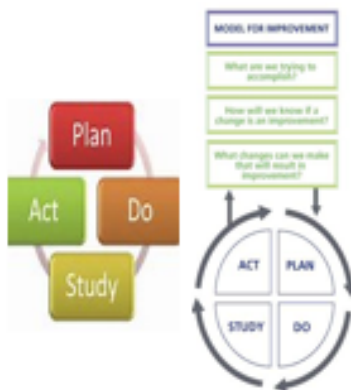 Plan
Act
Do
Study
MODEL FOR IMPROVEMENT
What are we trying to
accomplish?
How will we know if a
change is an improvement?
What changes can we make
that will result in
improvement?
ACT
PLAN
STUDY
DO